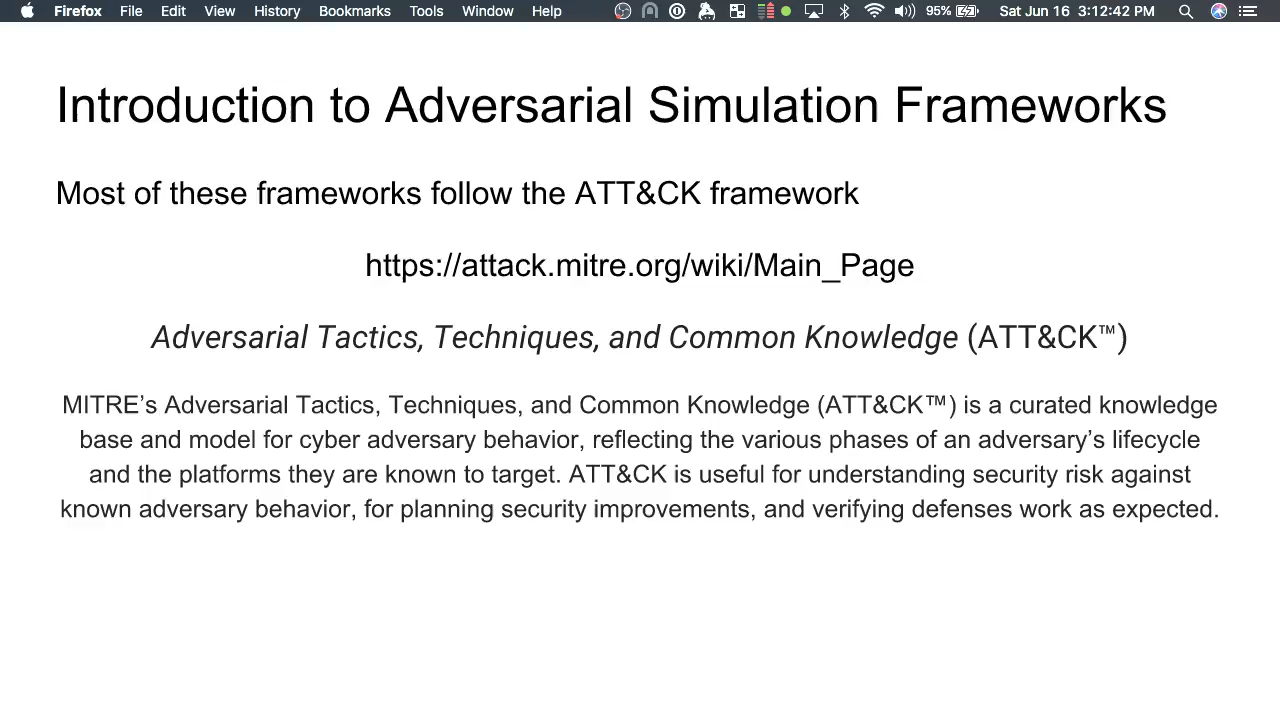 Firefox File Edit View History Bookmarks Tools Window Help 95% Sat Jun 16 3:12:42 PM
Introduction to Adversarial Simulation Frameworks
Most of these frameworks follow the ATT&CK framework
https://attack.mitre.org/wiki/Main_Page
Adversarial Tactics, Techniques, and Common Knowledge (ATT&CK™)
MITRE’s Adversarial Tactics, Techniques, and Common Knowledge (ATT&CK™) is a curated knowledge
base and model for cyber adversary behavior, reflecting the various phases of an adversary’s lifecycle
and the platforms they are known to target. ATT&CK is useful for understanding security risk against
known adversary behavior, for planning security improvements, and verifying defenses work as expected.